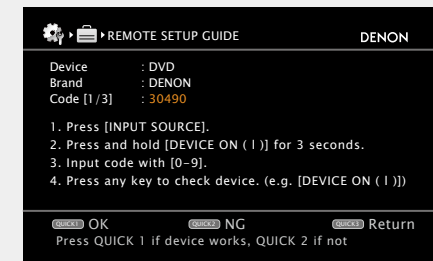 REMOTE SETUP GUIDE DENON
Device : DVD
Brand : DENON
Code [1/3] : 30490
1. Press [INPUT SOURCE].
2. Press and hold [DEVICE ON ( I )] for 3 seconds.
3. Input code with [0–9].
4. Press any key to check device. (e.g. [DEVICE ON ( I )])
QUICK1 OK QUICK2 NG QUICK3 Return
Press QUICK 1 if device works, QUICK 2 if not